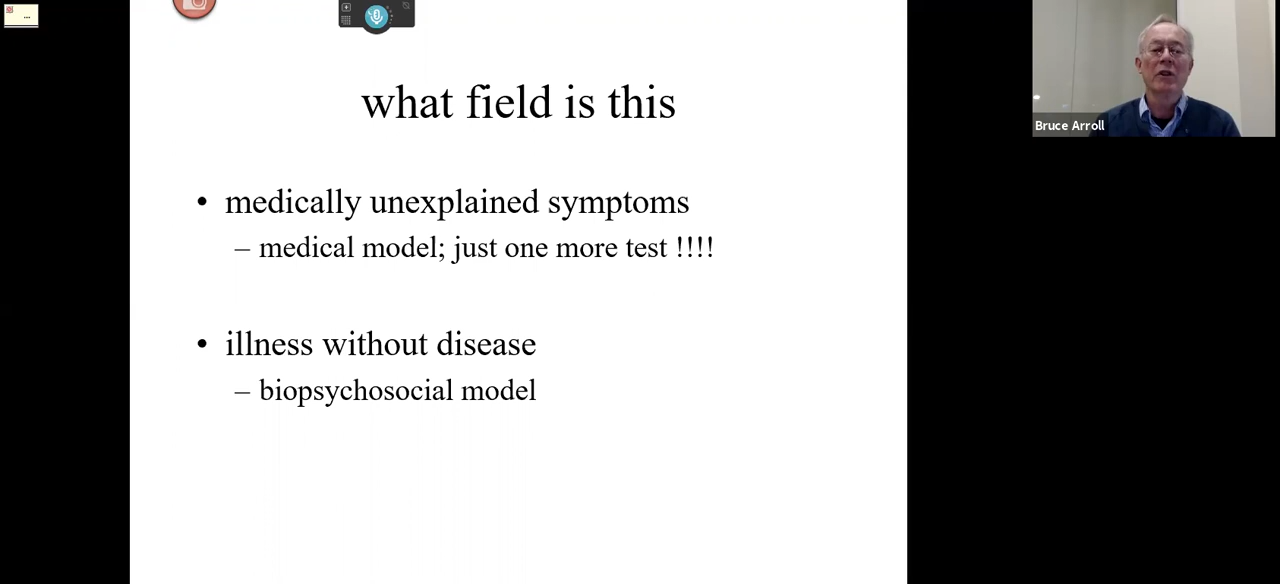 what field is this
• medically unexplained symptoms
– medical model; just one more test !!!!
• illness without disease
– biopsychosocial model
Bruce Arroll